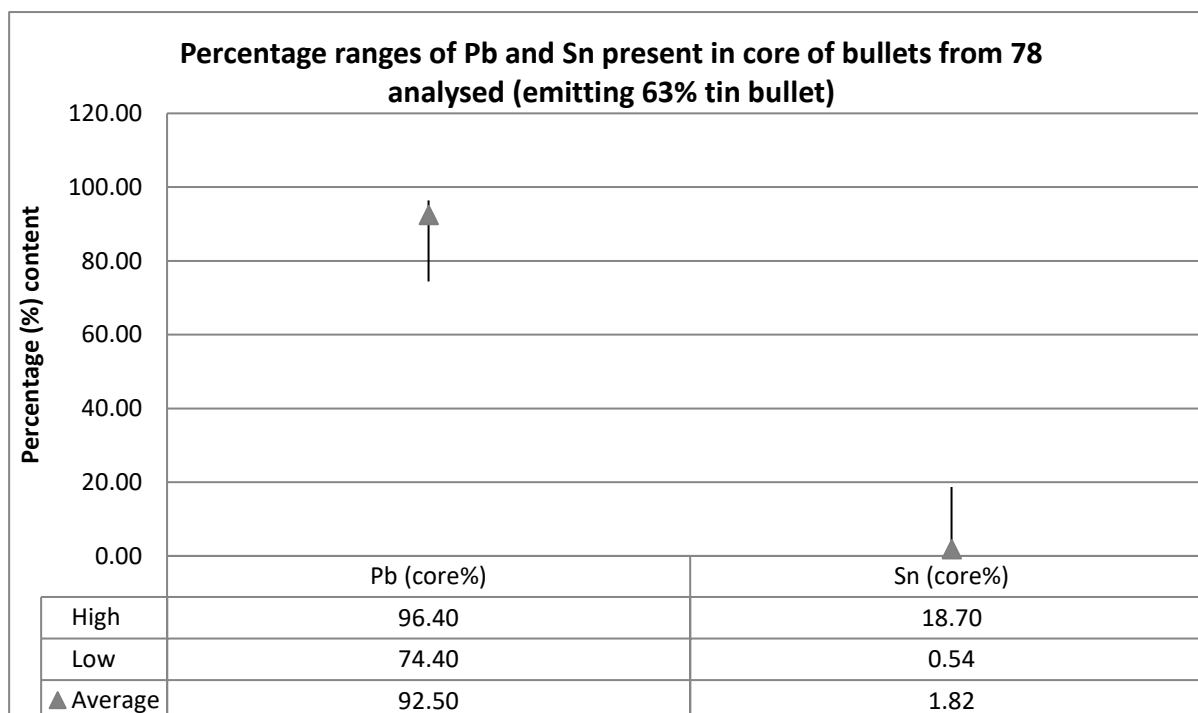 Percentage ranges of Pb and Sn present in core of bullets from 78
analysed (emitting 63% tin bullet)
Percentage (%) content
120.00
100.00
80.00
60.00
40.00
20.00
0.00
Pb (core%) Sn (core%)
High 96.40 18.70
Low 74.40 0.54
Average 92.50 1.82